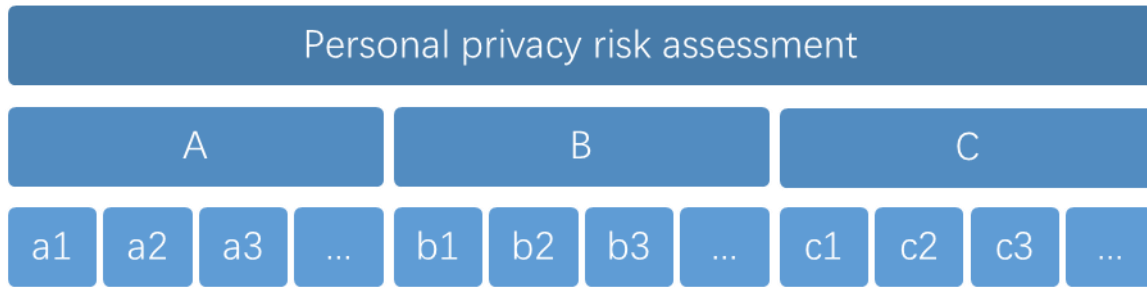 Personal privacy risk assessment
A B C
a1 a2 a3 ... b1 b2 b3 ... c1 c2 c3 ...